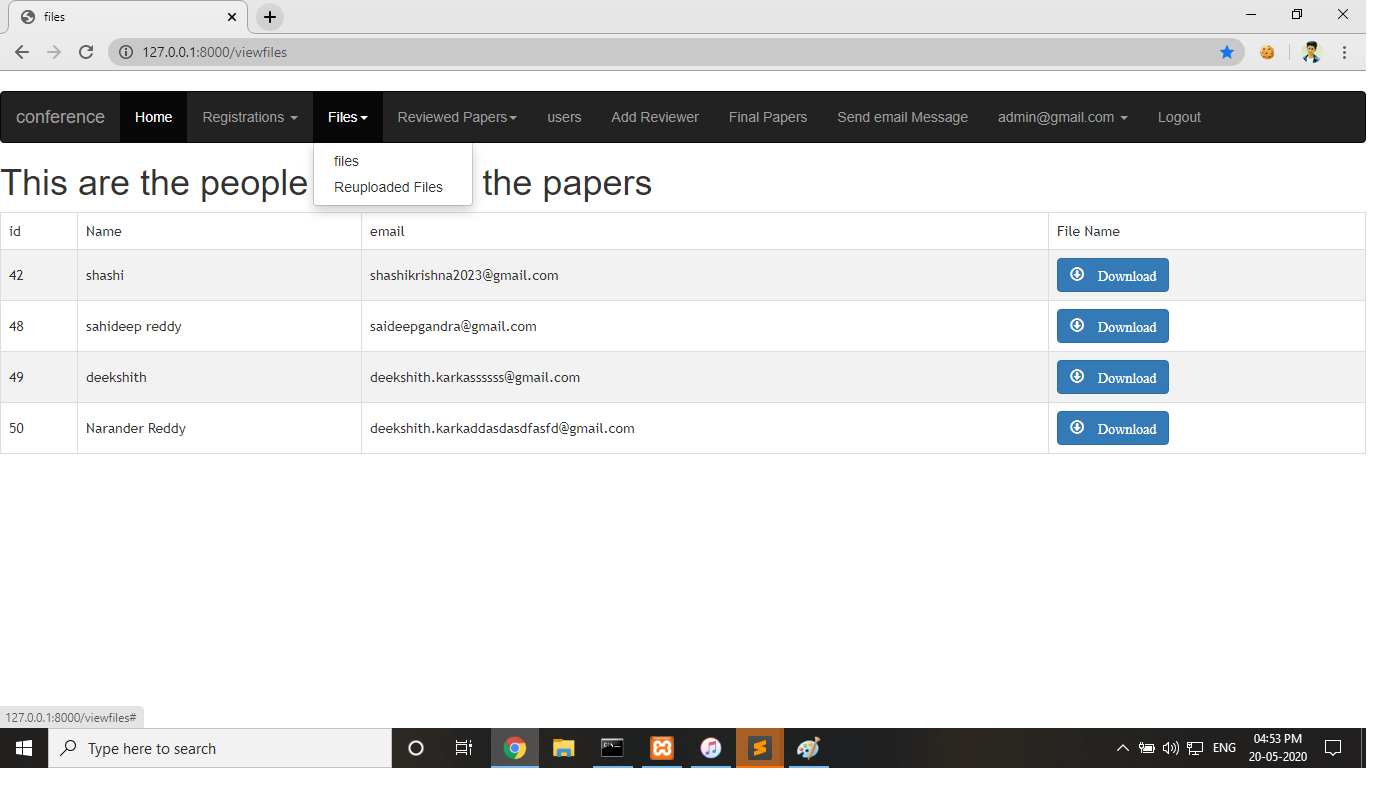 files
127.0.0.1:8000/viewfiles
conference Home Registrations Files Reviewed Papers users Add Reviewer Final Papers Send email Message admin@gmail.com Logout
files
Reuploaded Files
This are the people the papers
id Name email File Name
42 shashi shashikrishna2023@gmail.com Download
48 sahideep reddy saideepgandra@gmail.com Download
49 deekshith deekshith.karkassssss@gmail.com Download
50 Narander Reddy deekshith.karkaddasdasdfasfd@gmail.com Download
127.0.0.1:8000/viewfiles#
Type here to search
ENG
04:53 PM
20-05-2020